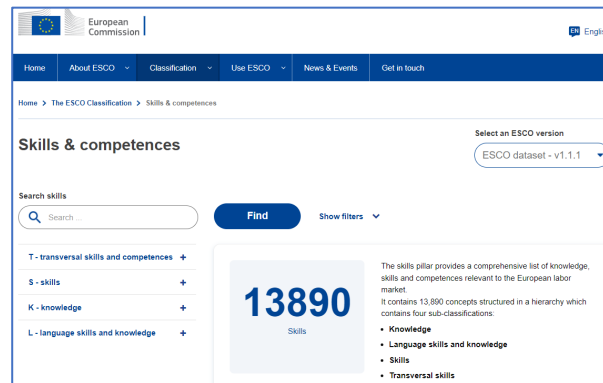 European
Commission
EN Englis
Home About ESCO Classification Use ESCO News & Events Get in touch
Home > The ESCO Classification > Skills & competences
Skills & competences
Select an ESCO version
ESCO dataset - v1.1.1
Search skills
Search ...
Find
Show filters
T - transversal skills and competences +
S - skills +
K - knowledge +
L - language skills and knowledge +
13890
Skills
The skills pillar provides a comprehensive list of knowledge,
skills and competences relevant to the European labor
market.
It contains 13,890 concepts structured in a hierarchy which
contains four sub-classifications:
• Knowledge
• Language skills and knowledge
• Skills
• Transversal skills